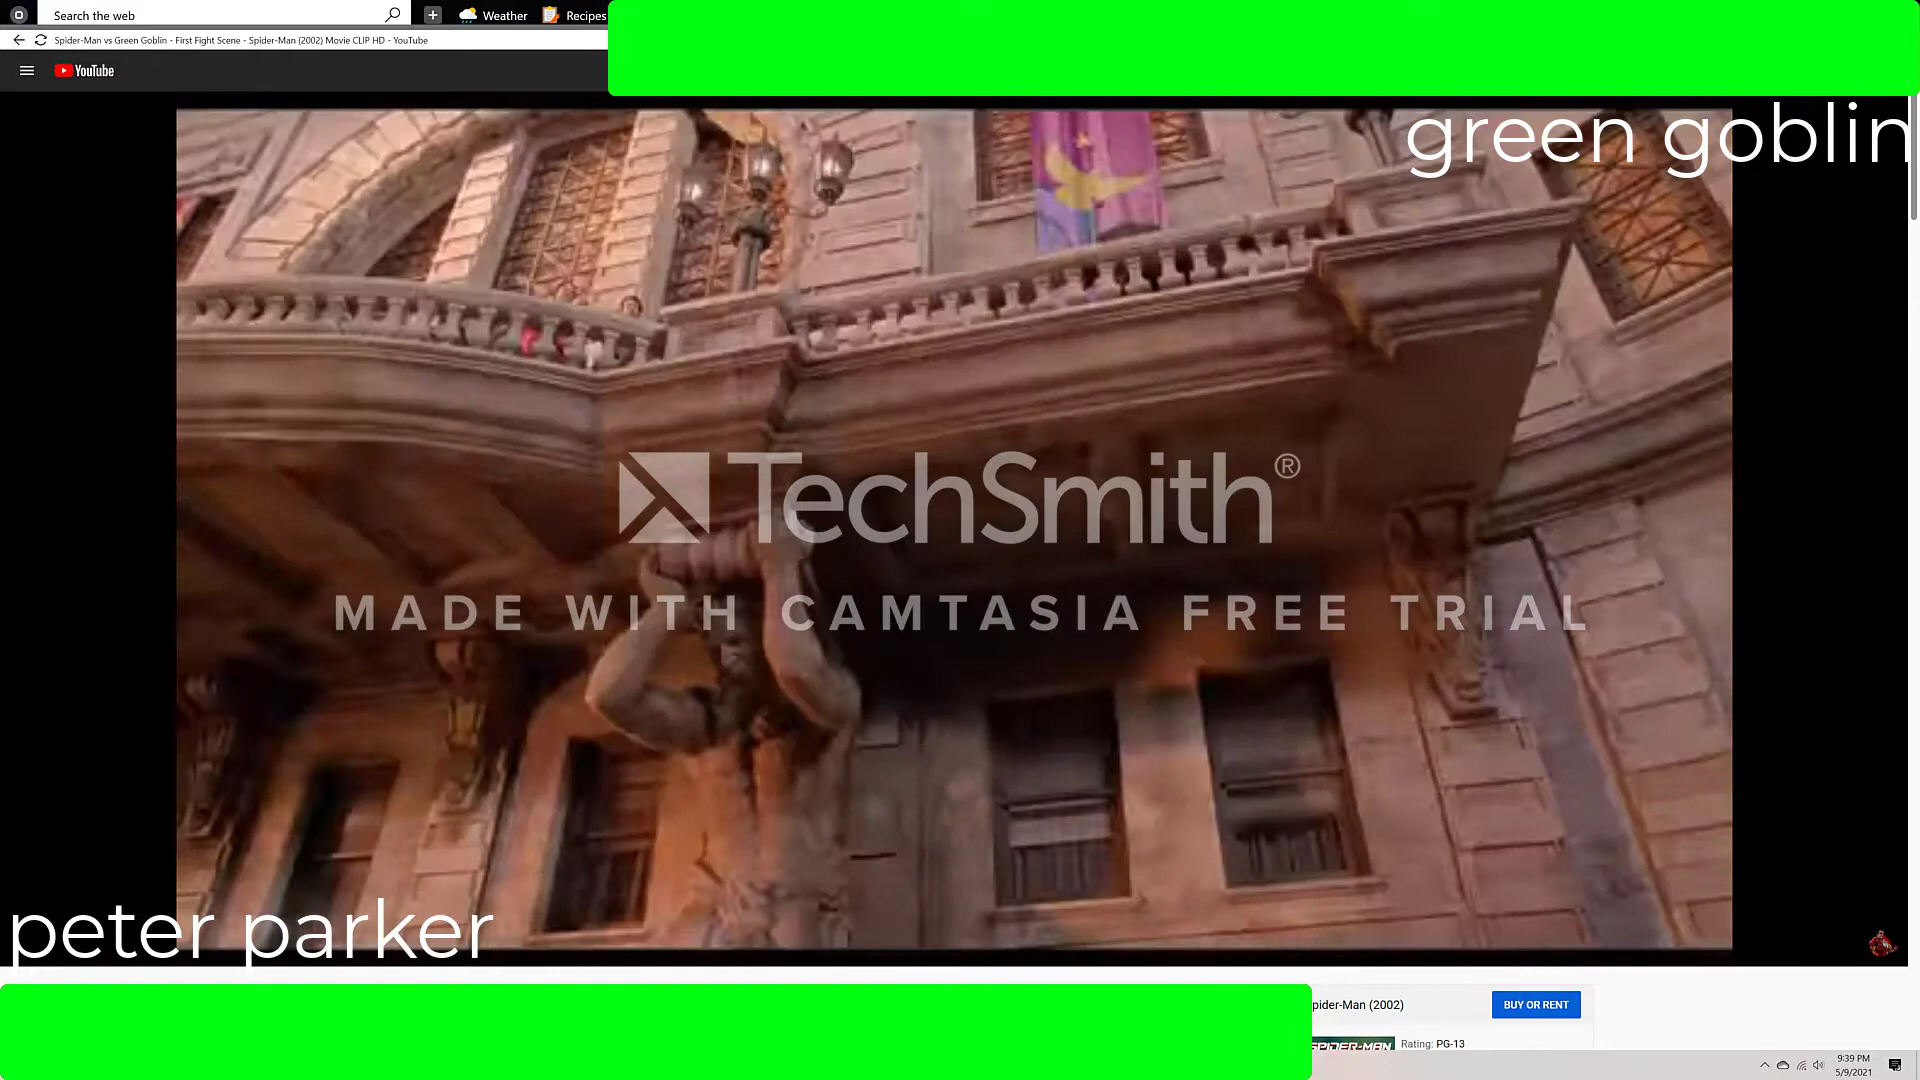 Search the web
Weather
Recipes
Spider-Man vs Green Goblin - First Fight Scene - Spider-Man (2002) Movie CLIP HD - YouTube
YouTube
green goblin
TechSmith®
MADE WITH CAMTASIA FREE TRIAL
peter parker
pider-Man (2002)
BUY OR RENT
SPIDER-MAN
Rating: PG-13
9:39 PM
5/9/2021